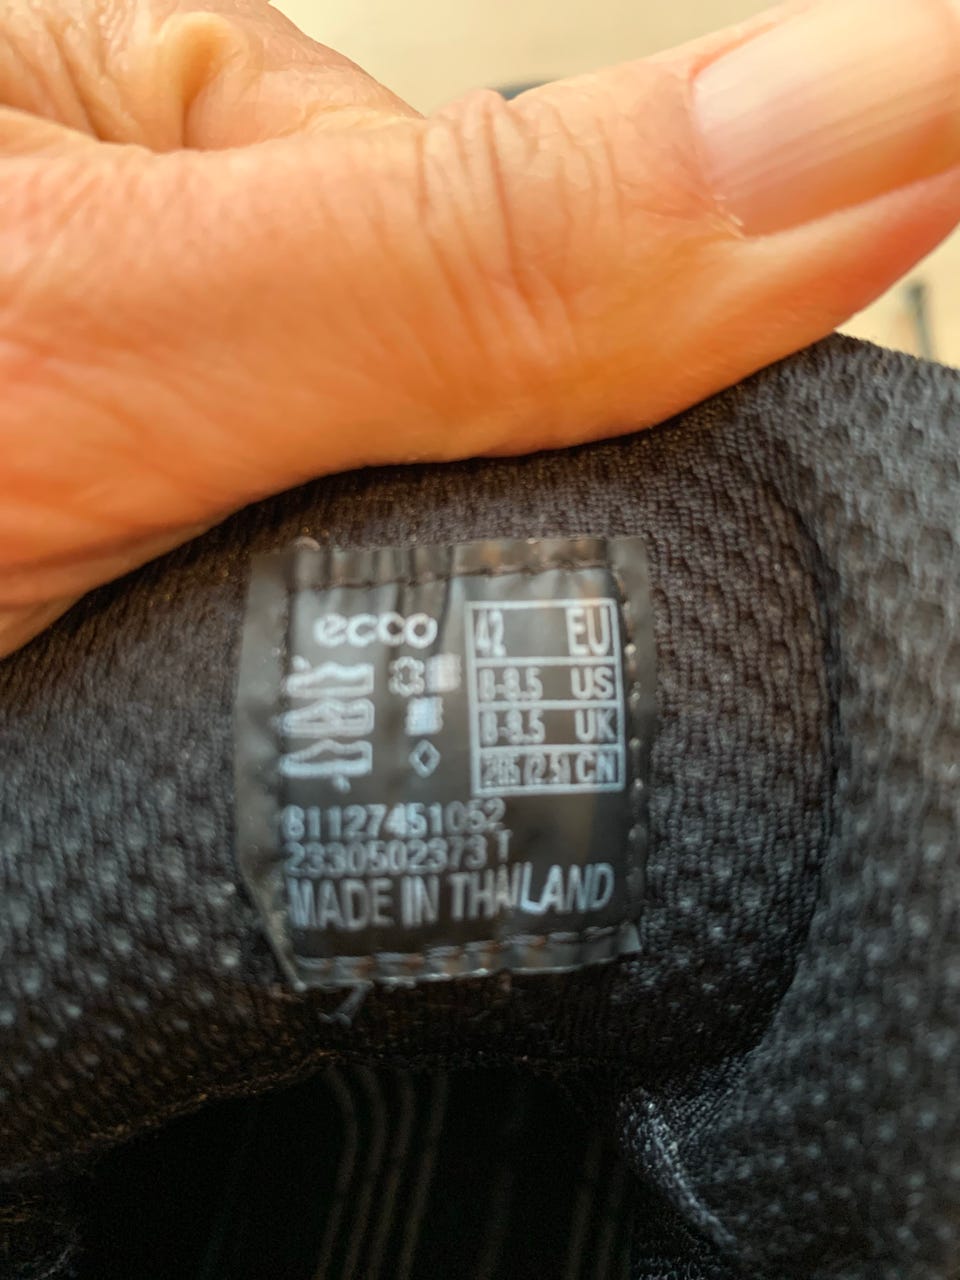 ecco
42 EU
8-8.5 US
8-8.5 UK
265 (2.5) CN
81127451052
2330502373 T
MADE IN THAILAND